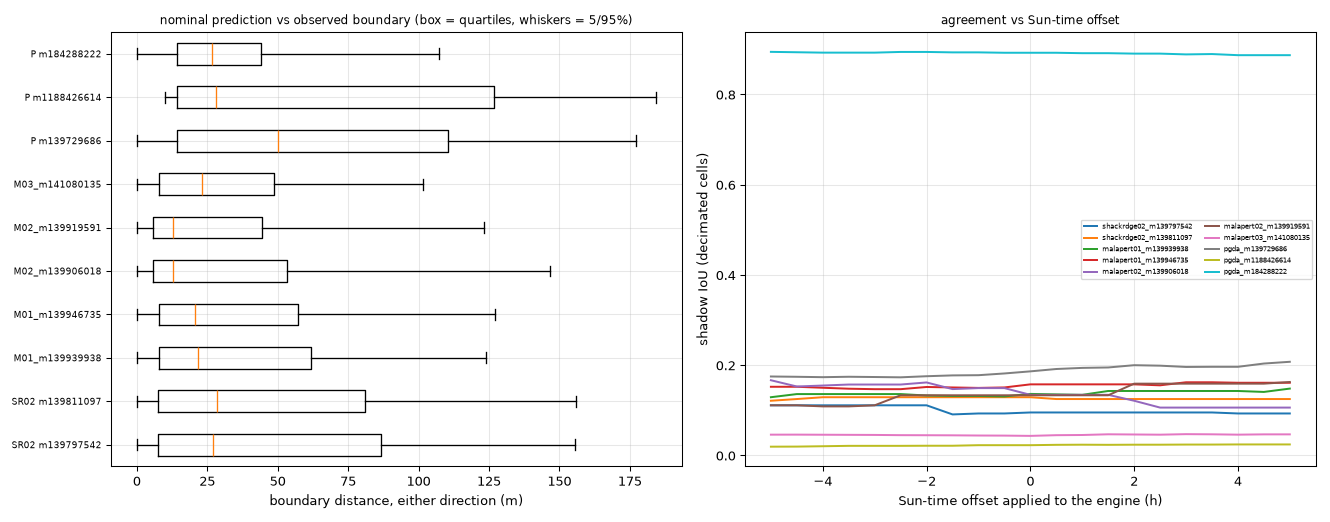 nominal prediction vs observed boundary (box = quartiles, whiskers = 5/95%)
P m184288222
P m1188426614
P m139729686
M03_m141080135
M02_m139919591
M02_m139906018
M01_m139946735
M01_m139939938
SR02 m139811097
SR02 m139797542
0 25 50 75 100 125 150 175
boundary distance, either direction (m)
agreement vs Sun-time offset
shadow IoU (decimated cells)
0.8
0.6
0.4
0.2
0.0
shackrdge02_m139797542
shackrdge02_m139811097
malapert01_m139939938
malapert01_m139946735
malapert02_m139906018
malapert02_m139919591
malapert03_m141080135
pgda_m139729686
pgda_m1188426614
pgda_m184288222
−4 −2 0 2 4
Sun-time offset applied to the engine (h)